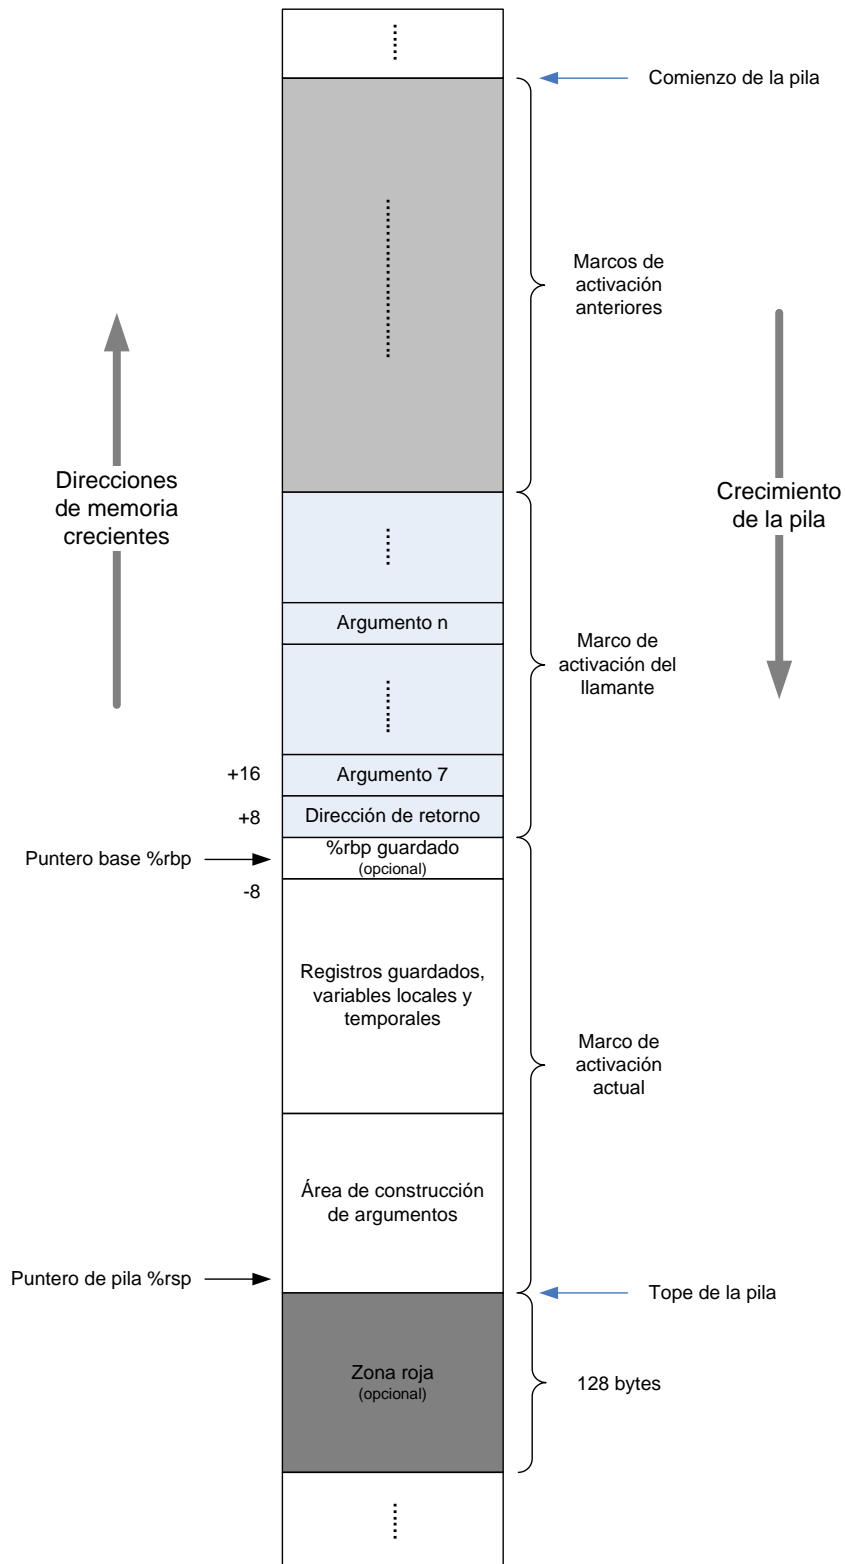 Comienzo de la pila
Marcos de
activación
anteriores
Direcciones
de memoria
crecientes
Crecimiento
de la pila
Argumento n
Marco de
activación del
llamante
+16
Argumento 7
+8
Dirección de retorno
Puntero base %rbp
%rbp guardado
(opcional)
-8
Registros guardados,
variables locales y
temporales
Marco de
activación
actual
Área de construcción
de argumentos
Puntero de pila %rsp
Tope de la pila
Zona roja
(opcional)
128 bytes